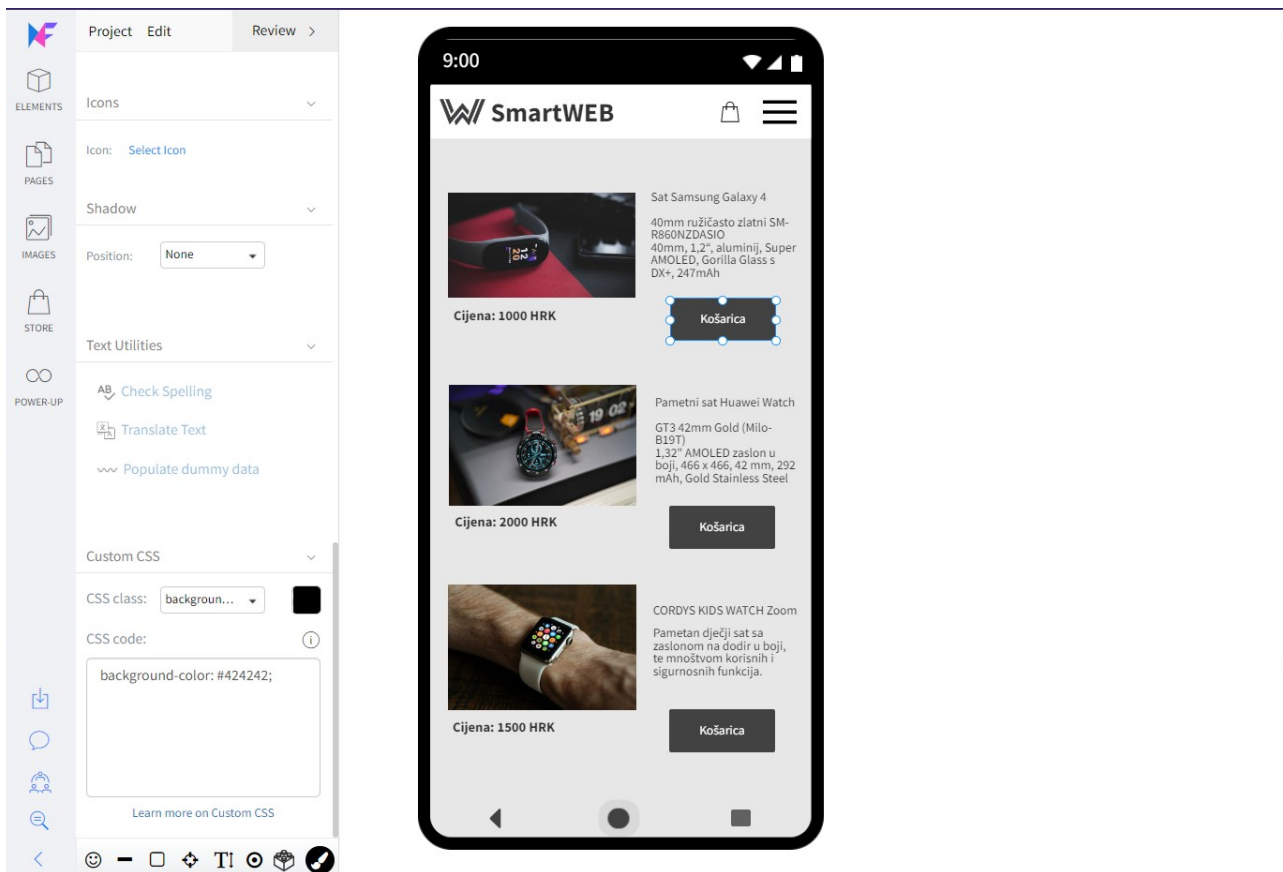 Project Edit Review >
ELEMENTS
PAGES
IMAGES
STORE
POWER-UP
Icons
Icon: Select Icon
Shadow
Position: None
Text Utilities
AB Check Spelling
Translate Text
Populate dummy data
Custom CSS
CSS class: backgroun...
CSS code:
background-color: #424242;
Learn more on Custom CSS
9:00
SmartWEB
Sat Samsung Galaxy 4
40mm ružičasto zlatni SM-
R860NZDASIO
40mm, 1,2“, aluminij, Super
AMOLED, Gorilla Glass s
DX+, 247mAh
Cijena: 1000 HRK
Košarica
Pametni sat Huawei Watch
GT3 42mm Gold (Milo-
B19T)
1,32" AMOLED zaslon u
boji, 466 x 466, 42 mm, 292
mAh, Gold Stainless Steel
Cijena: 2000 HRK
Košarica
CORDYS KIDS WATCH Zoom
Pametan dječji sat sa
zaslonom na dodir u boji,
te mnoštvom korisnih i
sigurnosnih funkcija.
Cijena: 1500 HRK
Košarica